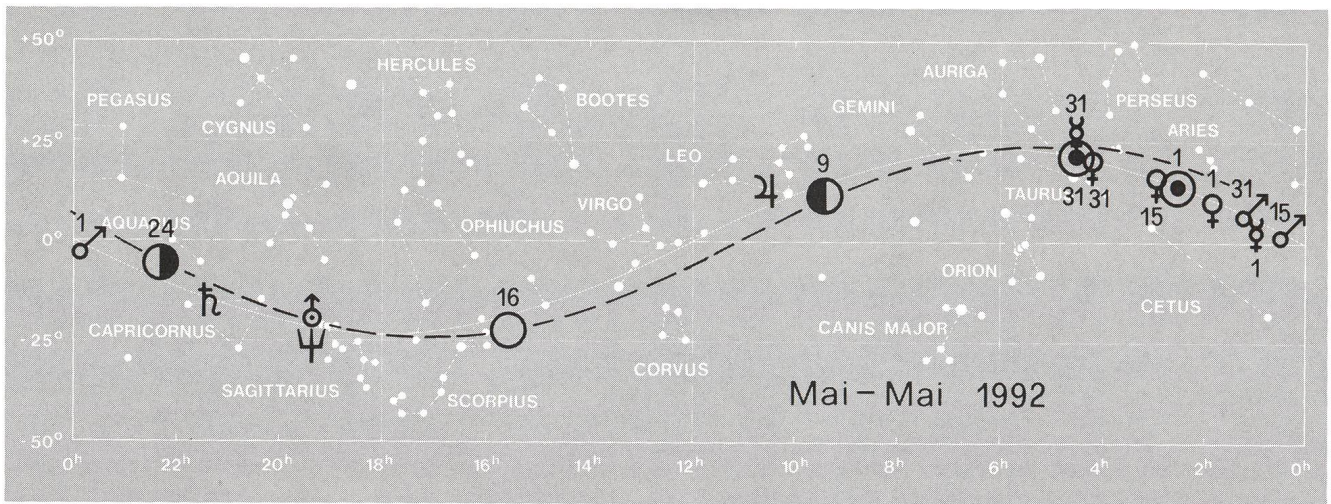 +50°
HERCULES
AURIGA
PEGASUS
BOOTES
GEMINI
31
PERSEUS
CYGNUS
+25°
ARIES
LEO
9
1
AQUILA
1
31
TAURU
31
31
15
15
VIRGO
1
AQUARIUS
24
OPHIUCHUS
0°
1
ORION
16
CETUS
CAPRICORNUS
CANIS MAJOR
-25°
CORVUS
SAGITTARIUS
SCORPIUS
Mai – Mai 1992
-50°
0h 22h 20h 18h 16h 14h 12h 10h 8h 6h 4h 2h 0h